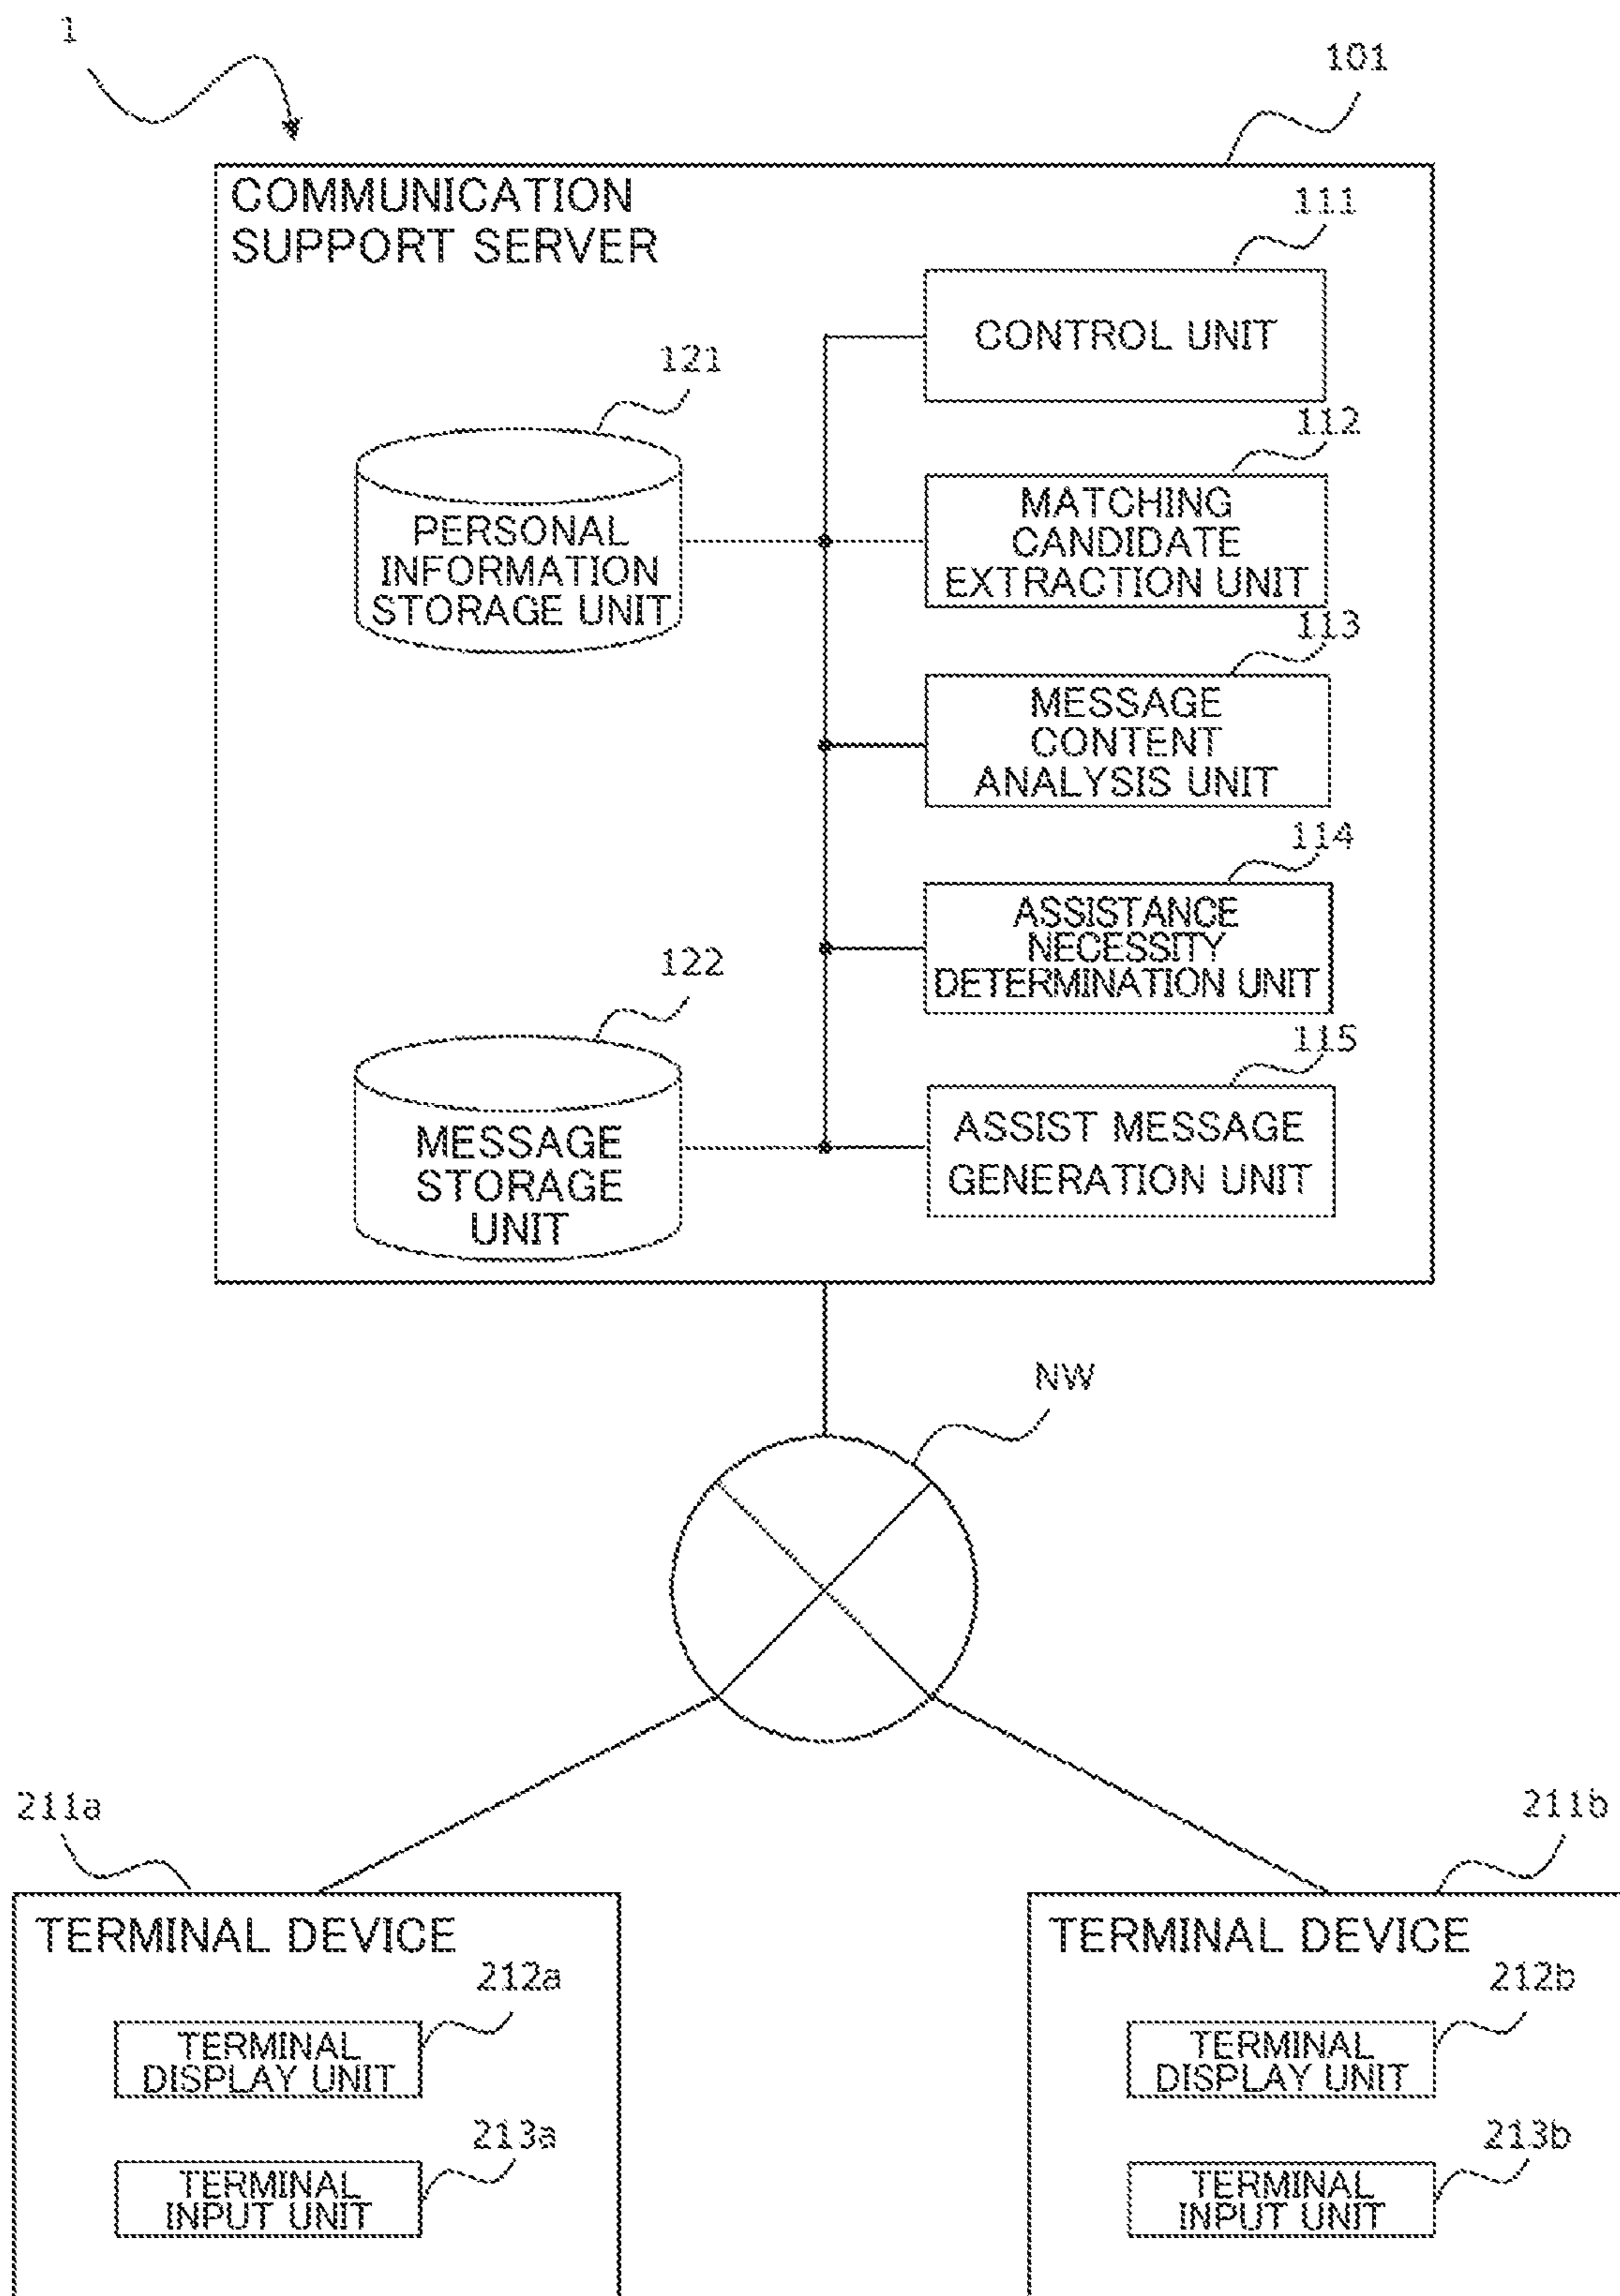 1
101
COMMUNICATION
SUPPORT SERVER
111
CONTROL UNIT
121
PERSONAL
INFORMATION
STORAGE UNIT
112
MATCHING
CANDIDATE
EXTRACTION UNIT
113
MESSAGE
CONTENT
ANALYSIS UNIT
114
ASSISTANCE
NECESSITY
DETERMINATION UNIT
122
MESSAGE
STORAGE
UNIT
115
ASSIST MESSAGE
GENERATION UNIT
NW
211a
TERMINAL DEVICE
212a
TERMINAL
DISPLAY UNIT
213a
TERMINAL
INPUT UNIT
211b
TERMINAL DEVICE
212b
TERMINAL
DISPLAY UNIT
213b
TERMINAL
INPUT UNIT